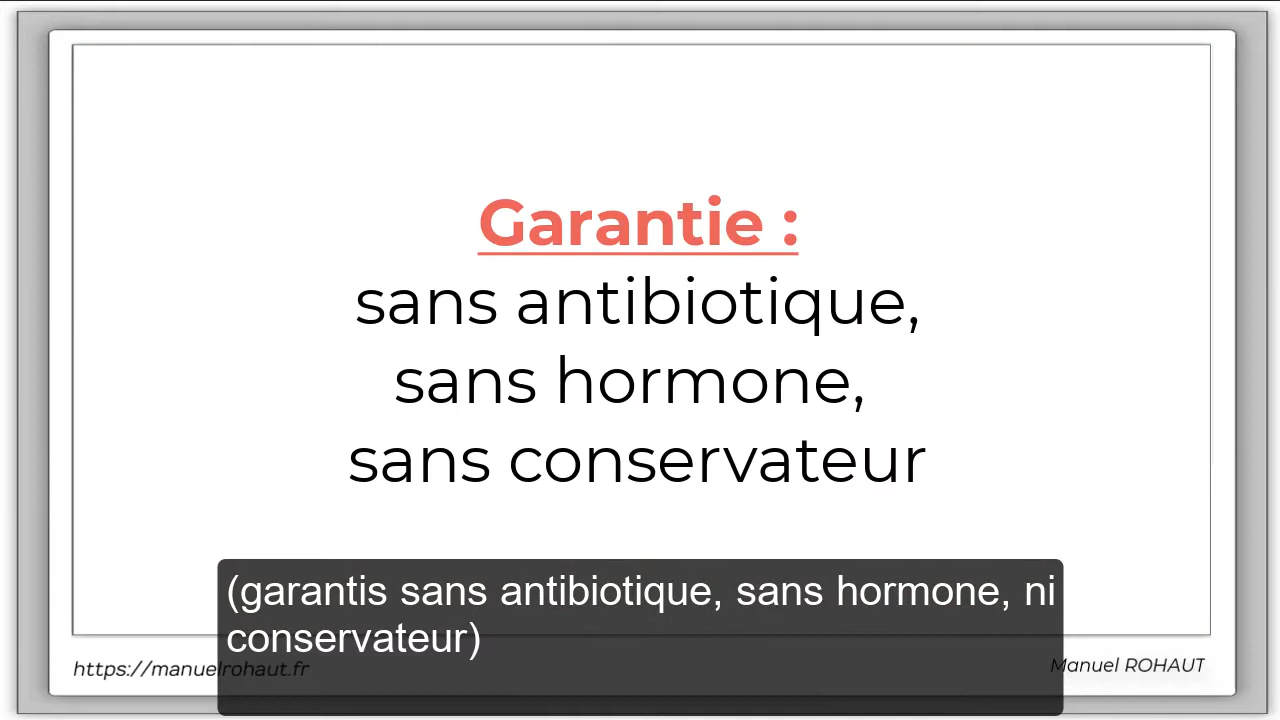 Garantie :
sans antibiotique,
sans hormone,
sans conservateur
(garantis sans antibiotique, sans hormone, ni
conservateur)
https://manuelrohaut.fr
Manuel ROHAUT